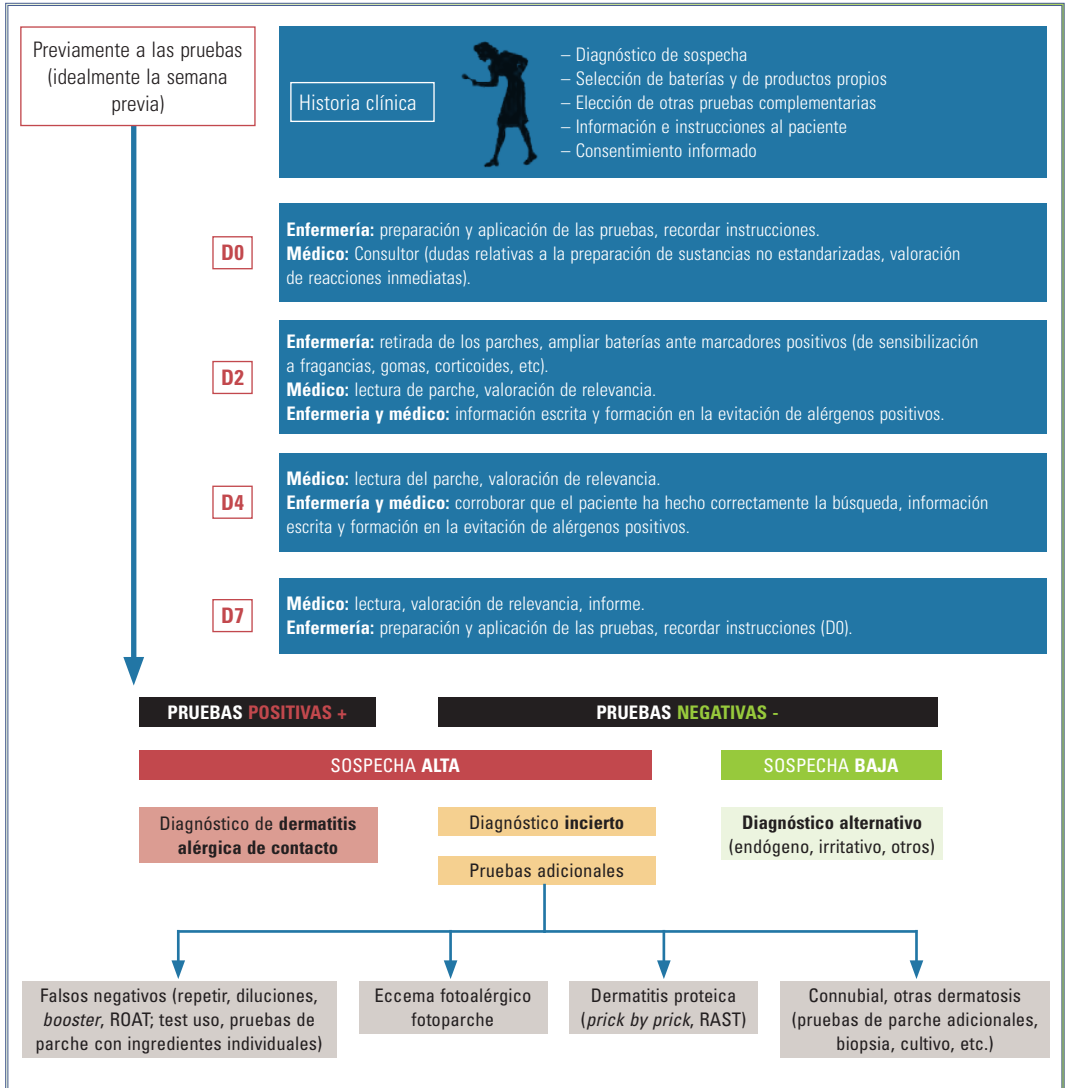 Previamente a las pruebas
(idealmente la semana
previa)
Historia clínica
– Diagnóstico de sospecha
– Selección de baterías y de productos propios
– Elección de otras pruebas complementarias
– Información e instrucciones al paciente
– Consentimiento informado
D0
Enfermería: preparación y aplicación de las pruebas, recordar instrucciones.
Médico: Consultor (dudas relativas a la preparación de sustancias no estandarizadas, valoración
de reacciones inmediatas).
D2
Enfermería: retirada de los parches, ampliar baterías ante marcadores positivos (de sensibilización
a fragancias, gomas, corticoides, etc).
Médico: lectura de parche, valoración de relevancia.
Enfermeria y médico: información escrita y formación en la evitación de alérgenos positivos.
D4
Médico: lectura del parche, valoración de relevancia.
Enfermería y médico: corroborar que el paciente ha hecho correctamente la búsqueda, información
escrita y formación en la evitación de alérgenos positivos.
D7
Médico: lectura, valoración de relevancia, informe.
Enfermería: preparación y aplicación de las pruebas, recordar instrucciones (D0).
PRUEBAS POSITIVAS +
PRUEBAS NEGATIVAS -
SOSPECHA ALTA
SOSPECHA BAJA
Diagnóstico de dermatitis
alérgica de contacto
Diagnóstico incierto
Diagnóstico alternativo
(endógeno, irritativo, otros)
Pruebas adicionales
Falsos negativos (repetir, diluciones,
booster, ROAT; test uso, pruebas de
parche con ingredientes individuales)
Eccema fotoalérgico
fotoparche
Dermatitis proteica
(prick by prick, RAST)
Connubial, otras dermatosis
(pruebas de parche adicionales,
biopsia, cultivo, etc.)